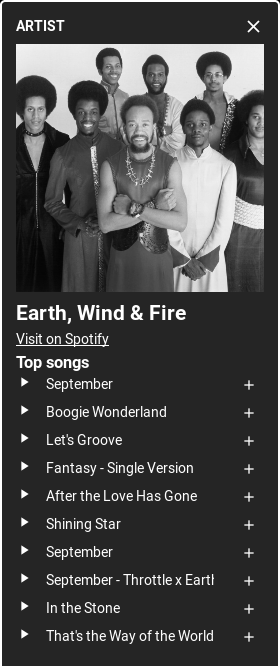 ARTIST
Earth, Wind & Fire
Visit on Spotify
Top songs
September
Boogie Wonderland
Let's Groove
Fantasy - Single Version
After the Love Has Gone
Shining Star
September
September - Throttle x Earth
In the Stone
That's the Way of the World